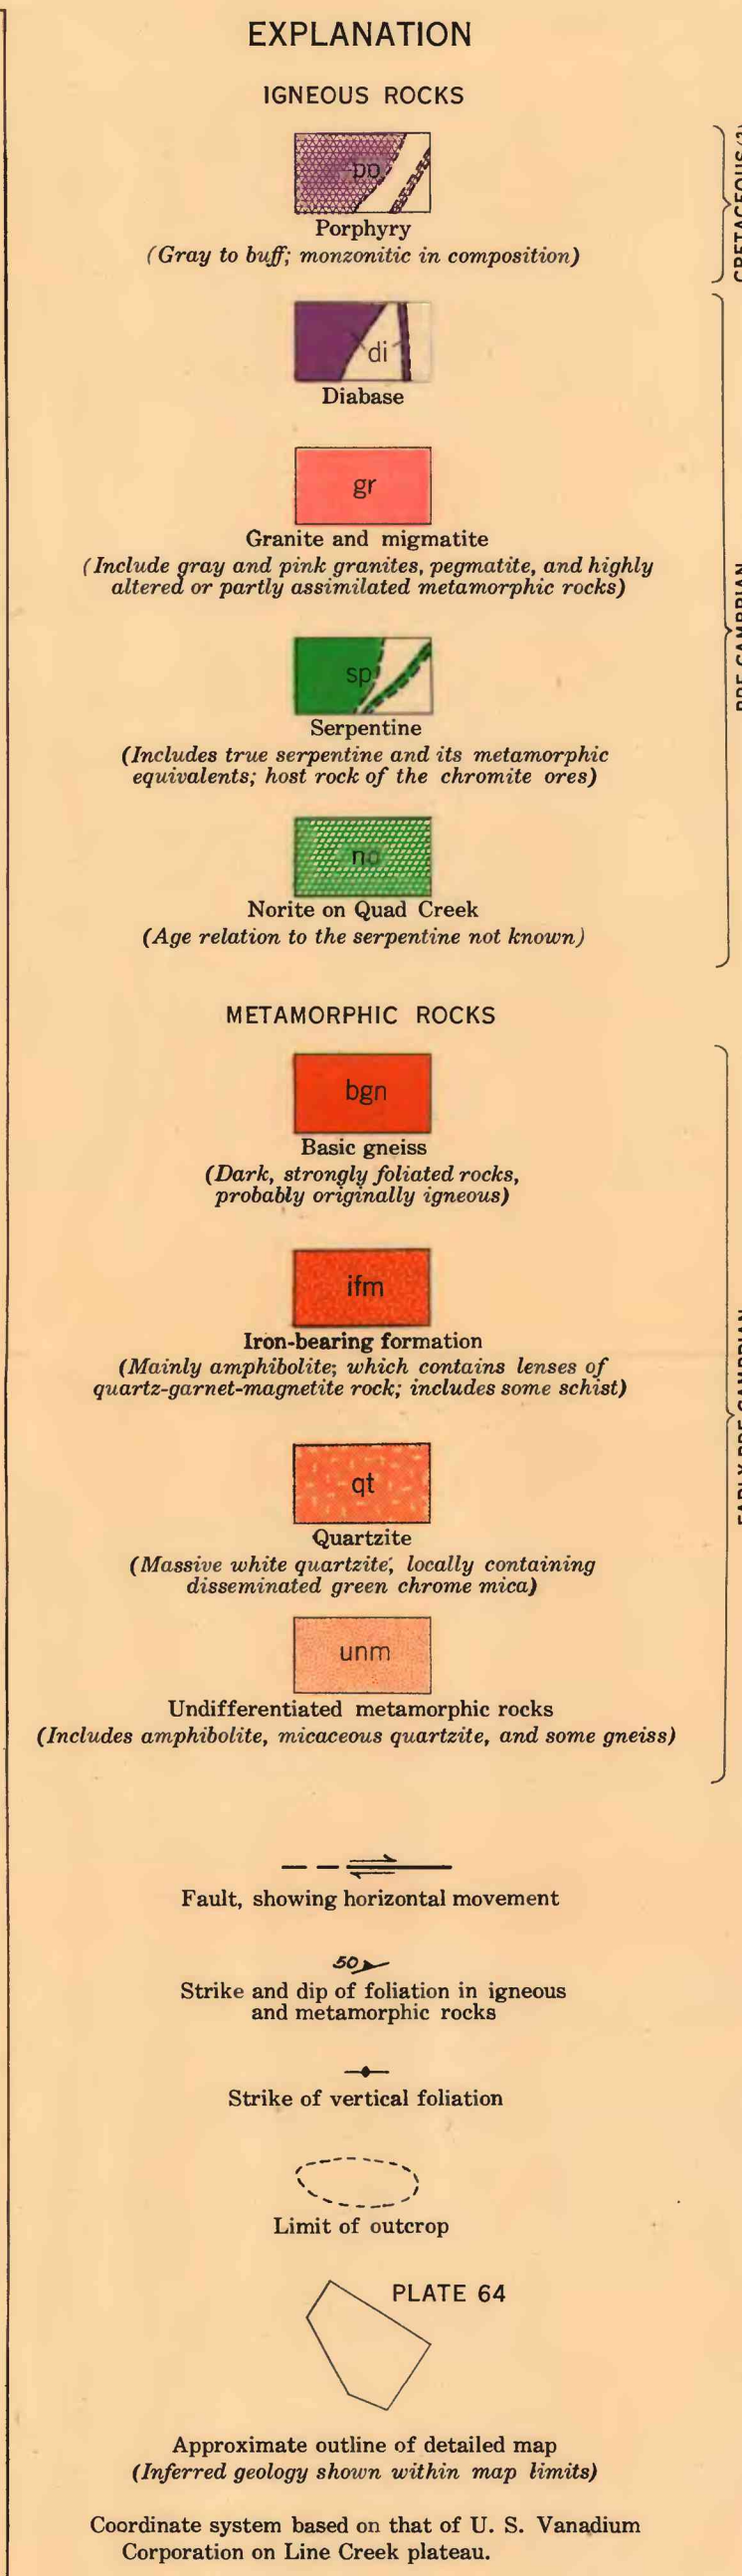 EXPLANATION
IGNEOUS ROCKS
po
Porphyry
(Gray to buff; monzonitic in composition)
CRETACEOUS(?)
di
Diabase
gr
Granite and migmatite
(Include gray and pink granites, pegmatite, and highly
altered or partly assimilated metamorphic rocks)
PRE-CAMBRIAN
sp
Serpentine
(Includes true serpentine and its metamorphic
equivalents; host rock of the chromite ores)
no
Norite on Quad Creek
(Age relation to the serpentine not known)
METAMORPHIC ROCKS
bgn
Basic gneiss
(Dark, strongly foliated rocks,
probably originally igneous)
ifm
Iron-bearing formation
(Mainly amphibolite; which contains lenses of
quartz-garnet-magnetite rock; includes some schist)
EARLY PRE-CAMBRIAN
qt
Quartzite
(Massive white quartzite, locally containing
disseminated green chrome mica)
unm
Undifferentiated metamorphic rocks
(Includes amphibolite, micaceous quartzite, and some gneiss)
Fault, showing horizontal movement
50
Strike and dip of foliation in igneous
and metamorphic rocks
Strike of vertical foliation
Limit of outcrop
PLATE 64
Approximate outline of detailed map
(Inferred geology shown within map limits)
Coordinate system based on that of U. S. Vanadium
Corporation on Line Creek plateau.